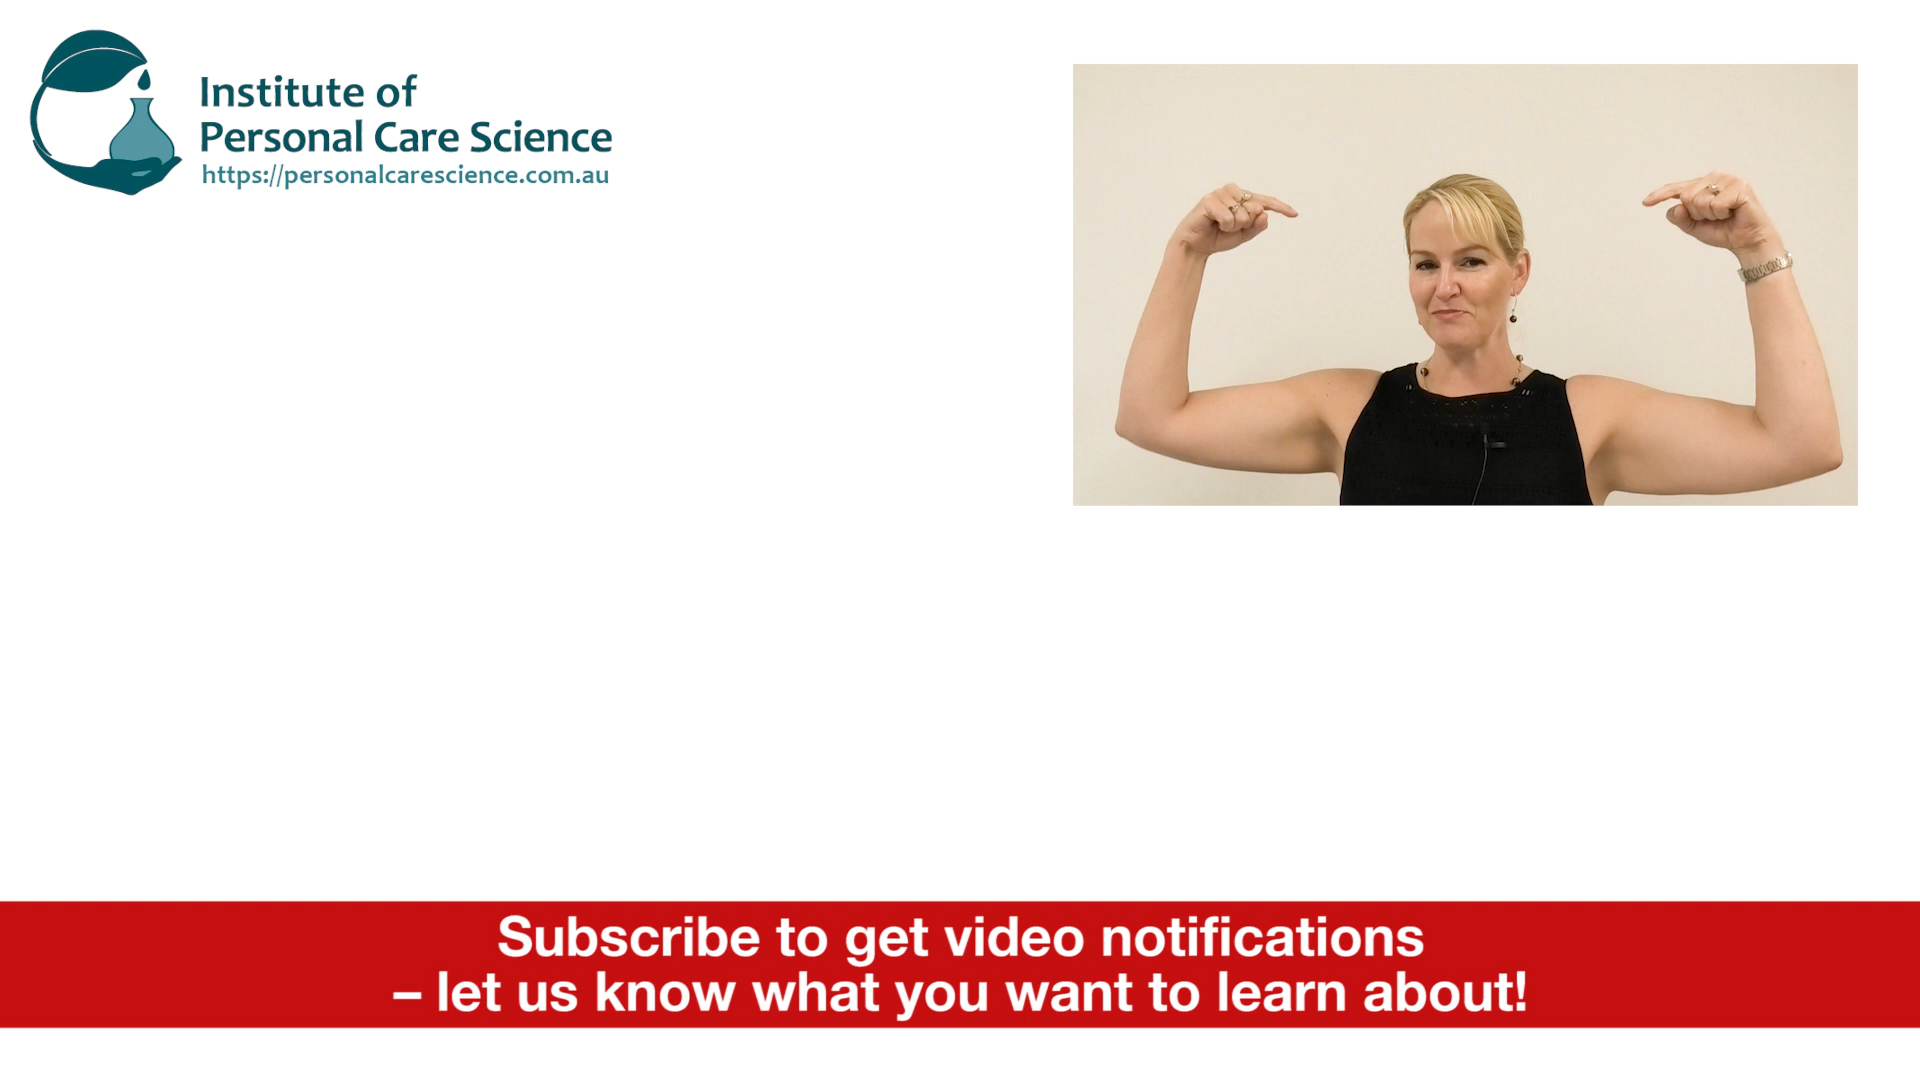 Institute of
Personal Care Science
https://personalcarescience.com.au
Subscribe to get video notifications
– let us know what you want to learn about!